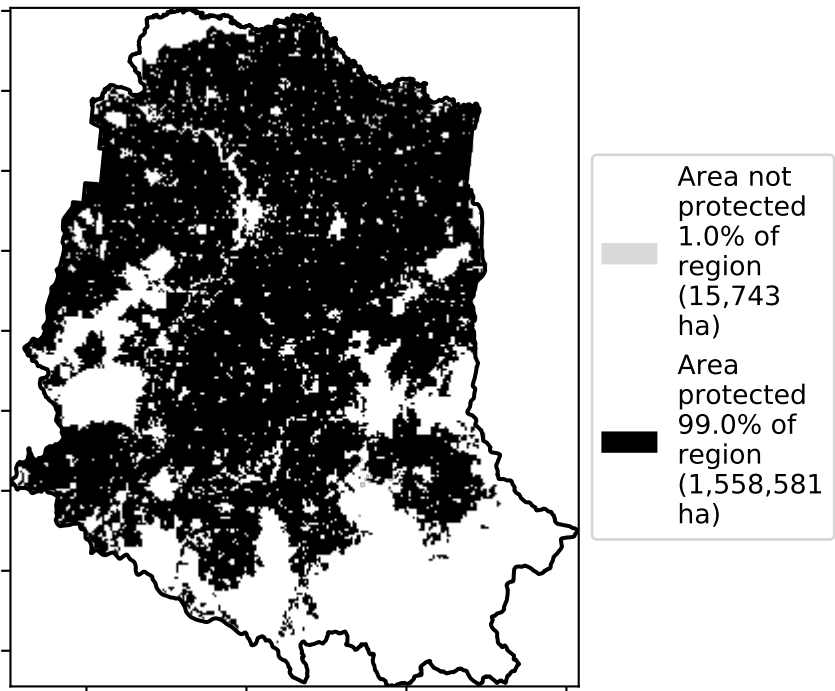 Area not
protected
1.0% of
region
(15,743
ha)
Area
protected
99.0% of
region
(1,558,581
ha)